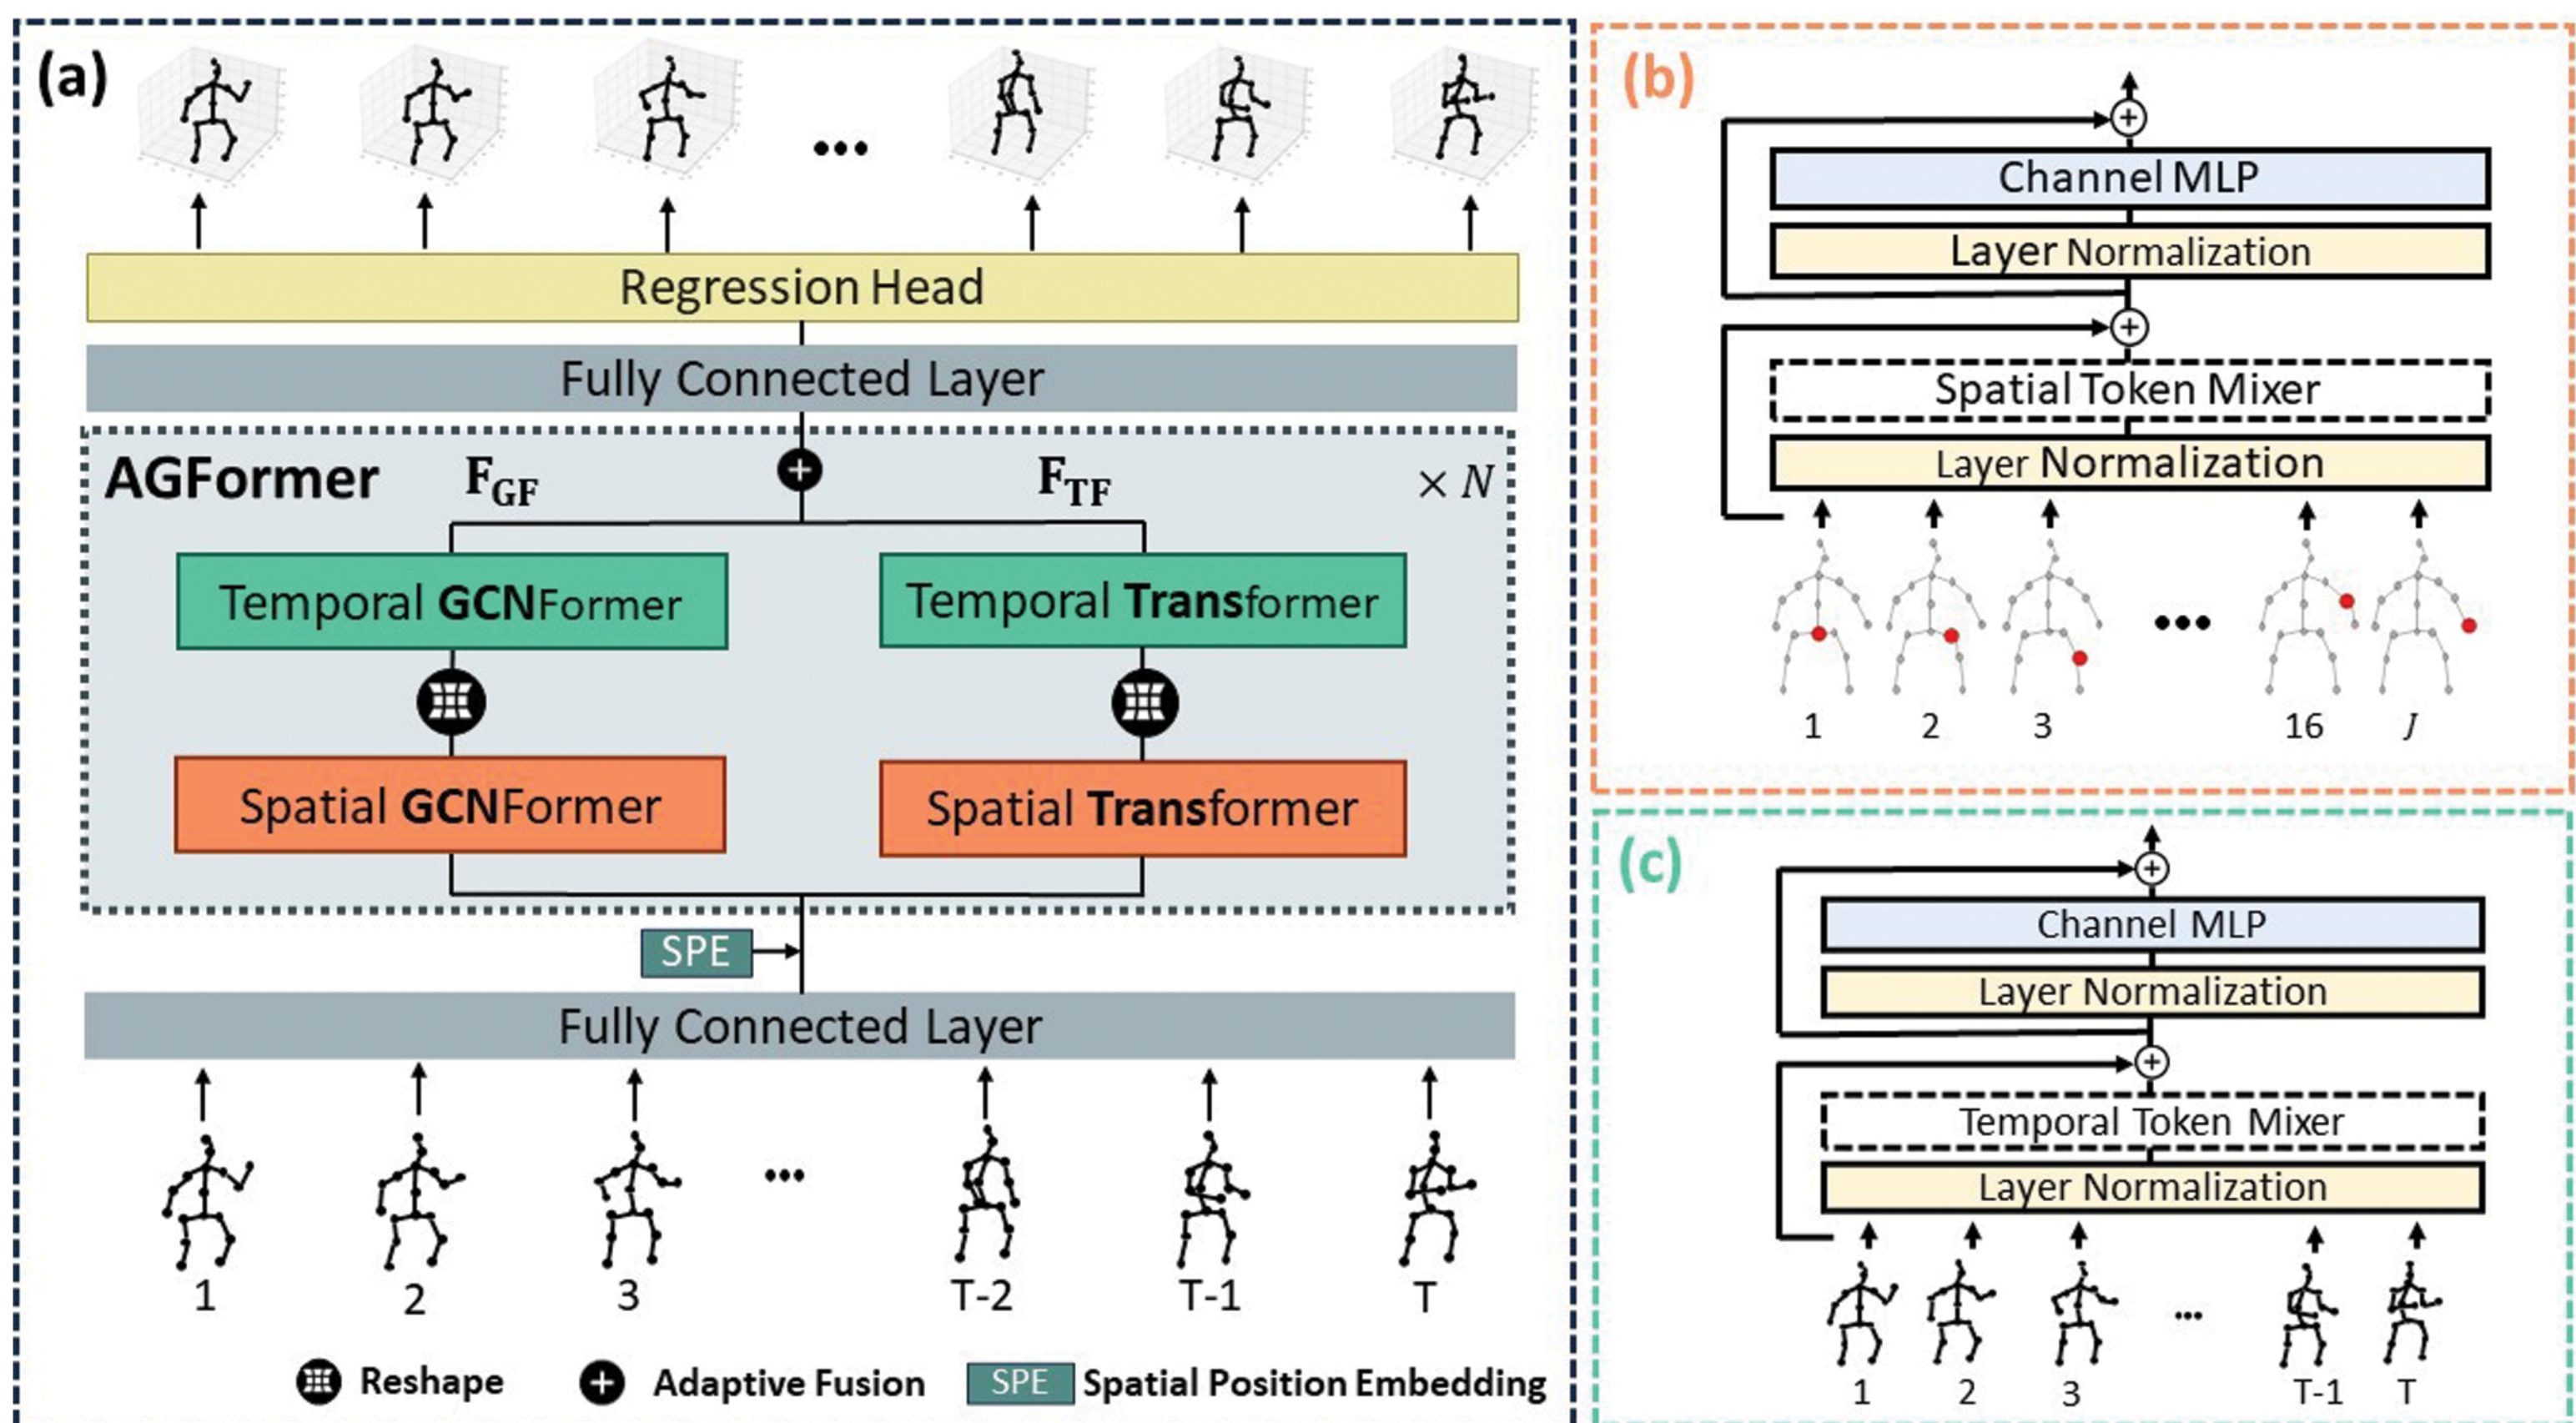 (a)
Regression Head
Fully Connected Layer
AGFormer
F_GF
F_TF
× N
Temporal GCNFormer
Temporal Transformer
Spatial GCNFormer
Spatial Transformer
SPE
Fully Connected Layer
1 2 3 ... T-2 T-1 T
Reshape
Adaptive Fusion
SPE Spatial Position Embedding
(b)
Channel MLP
Layer Normalization
Spatial Token Mixer
Layer Normalization
1 2 3 ... 16 J
(c)
Channel MLP
Layer Normalization
Temporal Token Mixer
Layer Normalization
1 2 3 ... T-1 T